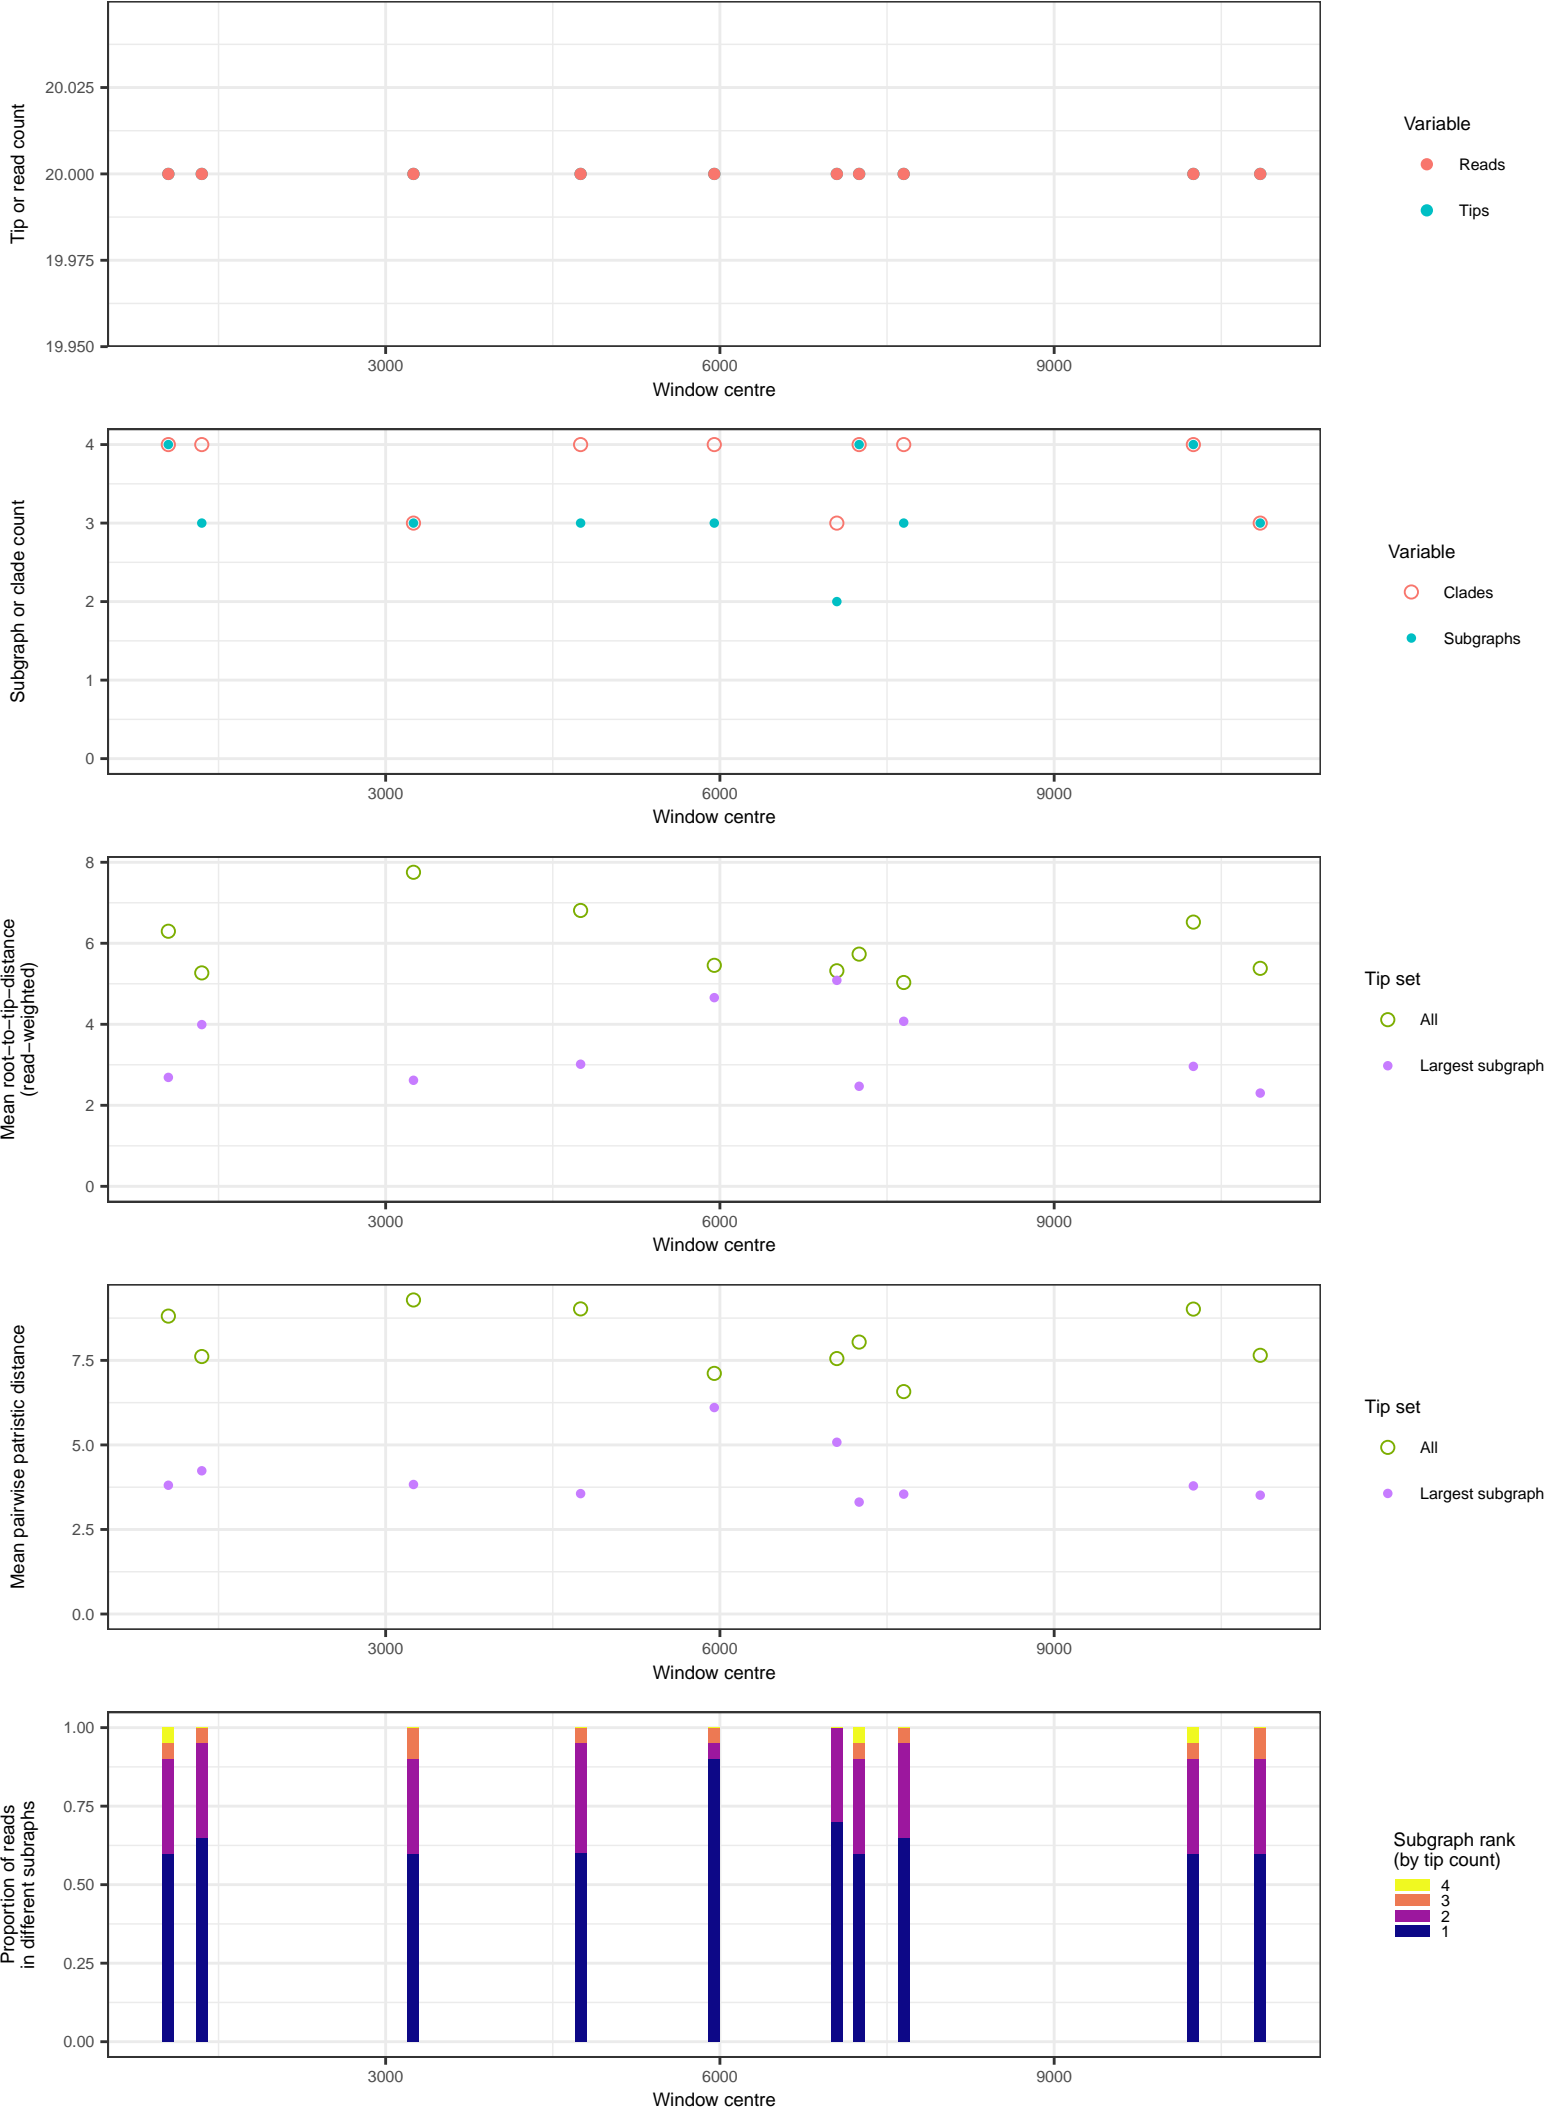 Tip or read count
20.025
20.000
19.975
19.950
3000
6000
9000
Window centre
Variable
Reads
Tips
Subgraph or clade count
4
3
2
1
0
3000
6000
9000
Window centre
Variable
Clades
Subgraphs
Mean root−to−tip−distance
(read−weighted)
8
6
4
2
0
3000
6000
9000
Window centre
Tip set
All
Largest subgraph
Mean pairwise patristic distance
7.5
5.0
2.5
0.0
3000
6000
9000
Window centre
Tip set
All
Largest subgraph
Proportion of reads
in different subraphs
1.00
0.75
0.50
0.25
0.00
3000
6000
9000
Window centre
Subgraph rank
(by tip count)
4
3
2
1